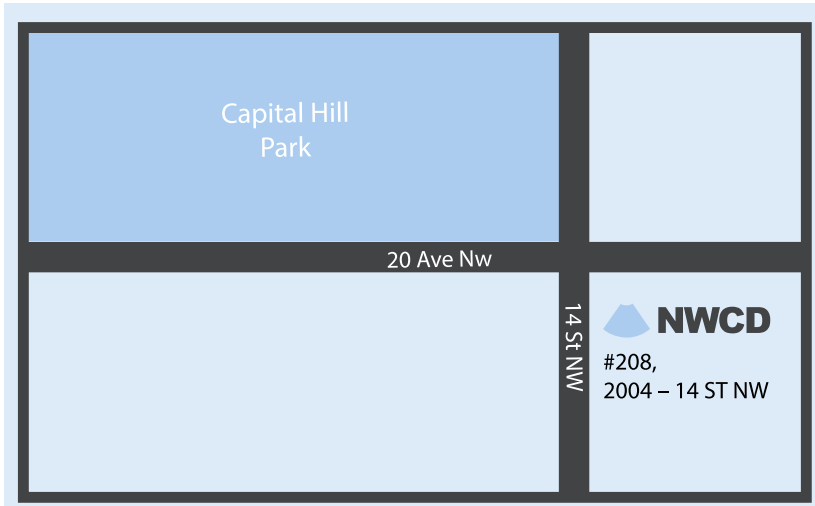 Capital Hill
Park
20 Ave Nw
14 St NW
NWCD
#208,
2004 – 14 ST NW